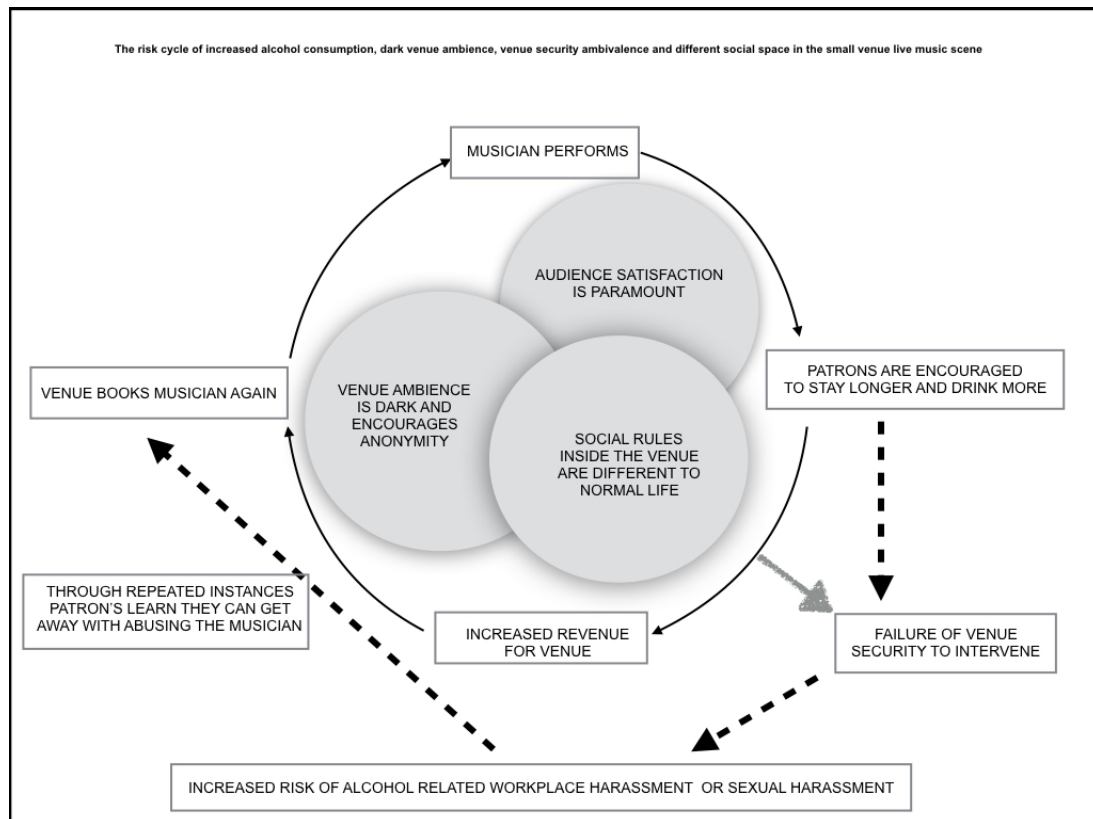 The risk cycle of increased alcohol consumption, dark venue ambience, venue security ambivalence and different social space in the small venue live music scene
MUSICIAN PERFORMS
AUDIENCE SATISFACTION
IS PARAMOUNT
PATRONS ARE ENCOURAGED
TO STAY LONGER AND DRINK MORE
VENUE BOOKS MUSICIAN AGAIN
VENUE AMBIENCE
IS DARK AND
ENCOURAGES
ANONYMITY
SOCIAL RULES
INSIDE THE VENUE
ARE DIFFERENT TO
NORMAL LIFE
THROUGH REPEATED INSTANCES
PATRON'S LEARN THEY CAN GET
AWAY WITH ABUSING THE MUSICIAN
INCREASED REVENUE
FOR VENUE
FAILURE OF VENUE
SECURITY TO INTERVENE
INCREASED RISK OF ALCOHOL RELATED WORKPLACE HARASSMENT  OR SEXUAL HARASSMENT